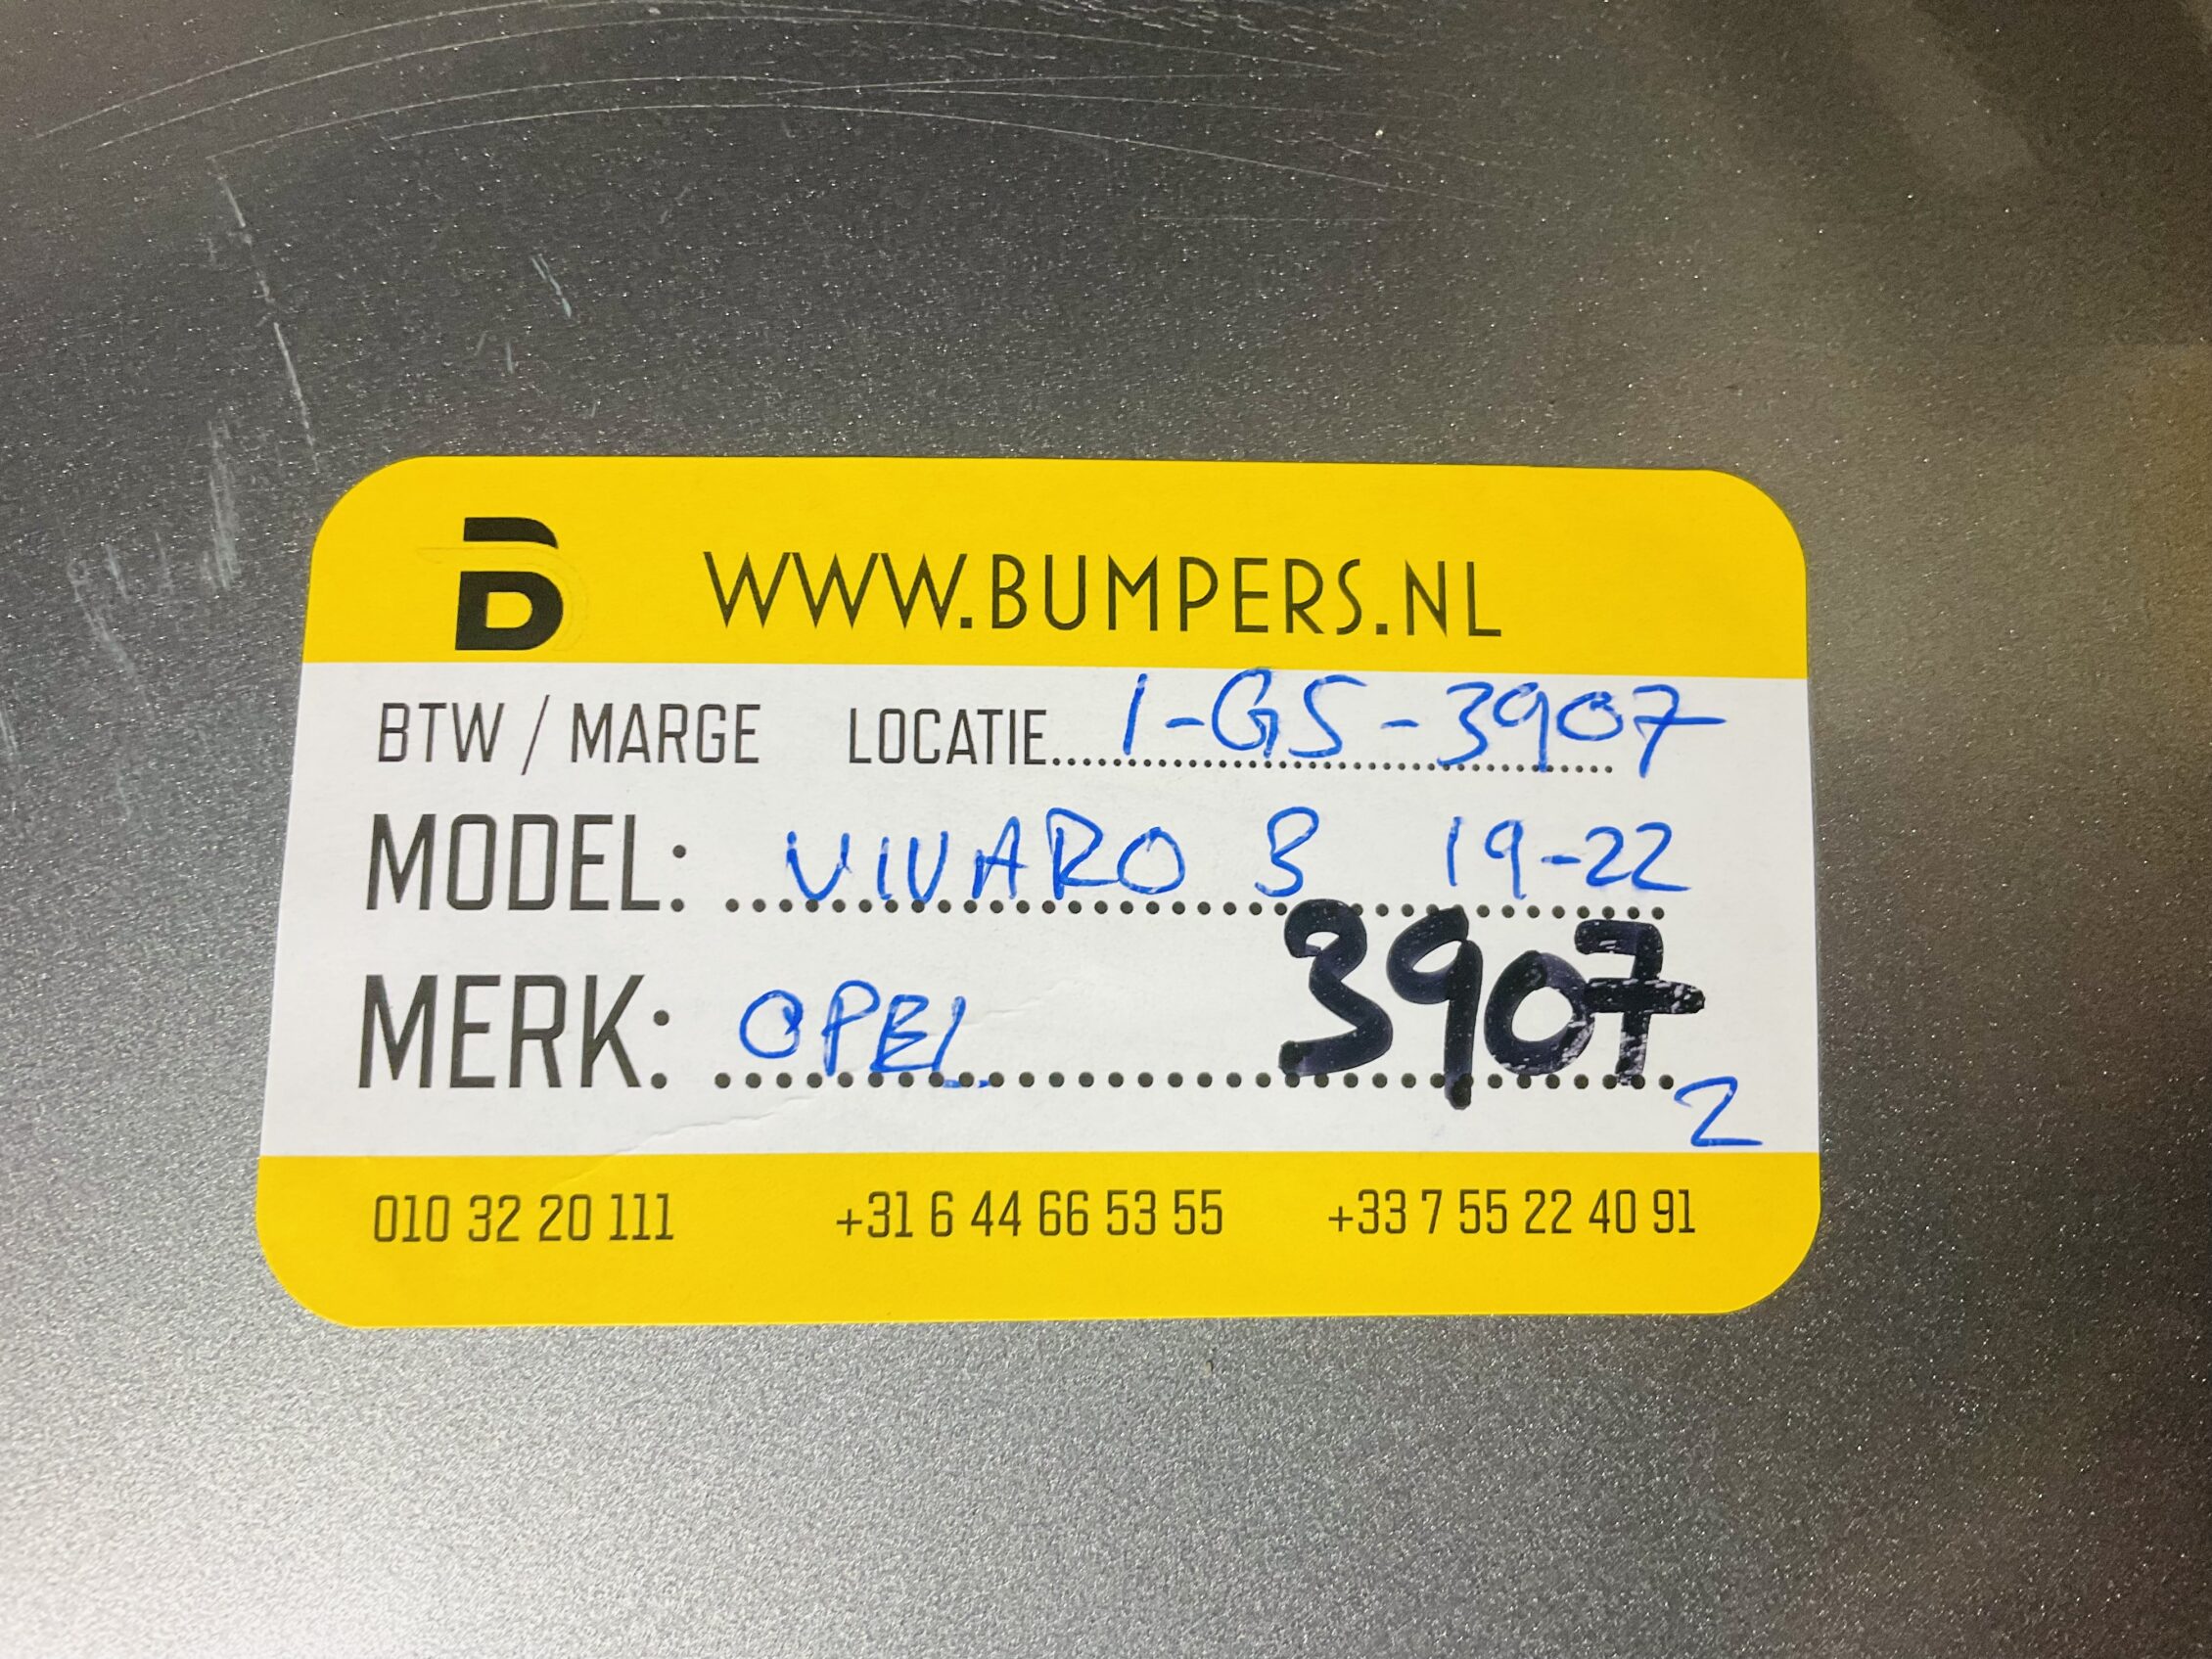 B WWW.BUMPERS.NL
BTW / MARGE LOCATIE 1-G5-3907
MODEL: VIVARO 3 19-22
MERK: OPEL 3907
2
010 32 20 111 +31 6 44 66 53 55 +33 7 55 22 40 91